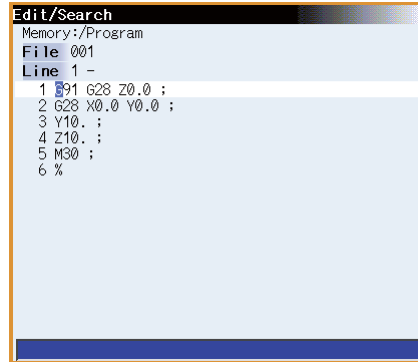 Edit/Search
Memory:/Program
File 001
Line 1 –
1 G91 G28 Z0.0 ;
2 G28 X0.0 Y0.0 ;
3 Y10. ;
4 Z10. ;
5 M30 ;
6 %